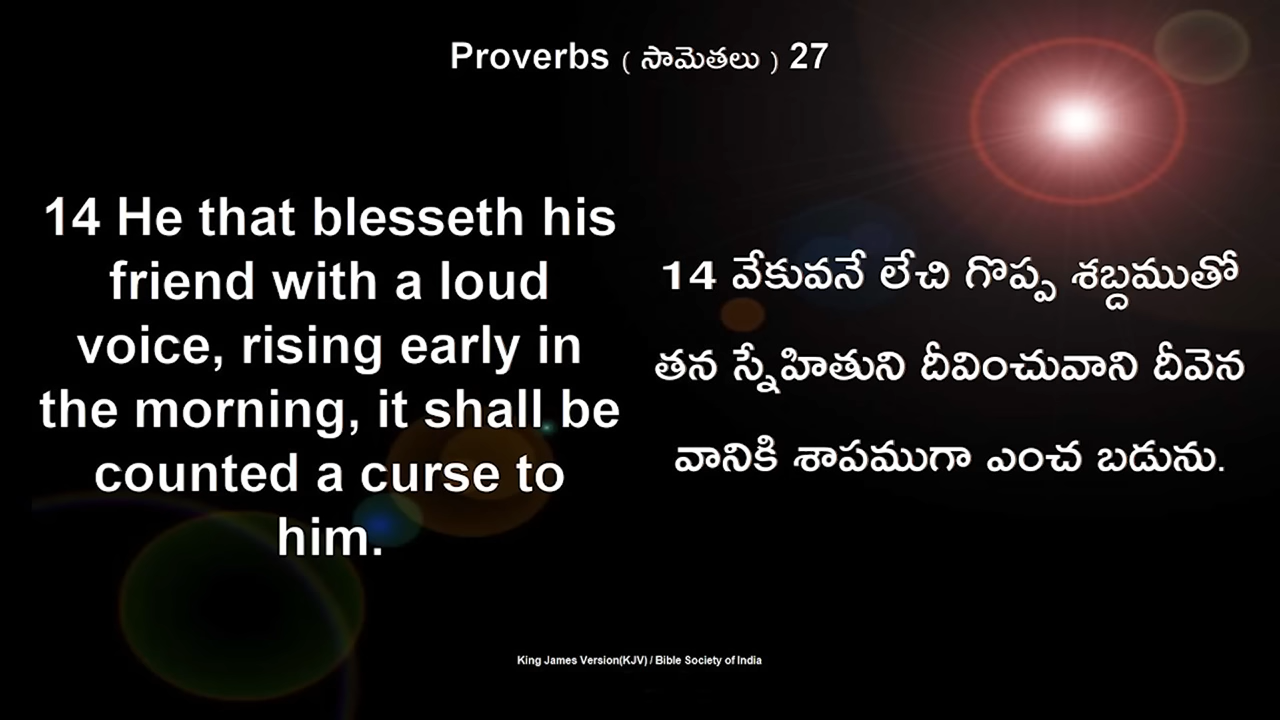 Proverbs ( సామెతలు ) 27
14 He that blesseth his
friend with a loud
voice, rising early in
the morning, it shall be
counted a curse to
him.
14 వేకువనే లేచి గొప్ప శబ్దముతో
తన స్నేహితుని దీవించువాని దీవెన
వానికి శాపముగా ఎంచ బడును.
King James Version(KJV) / Bible Society of India